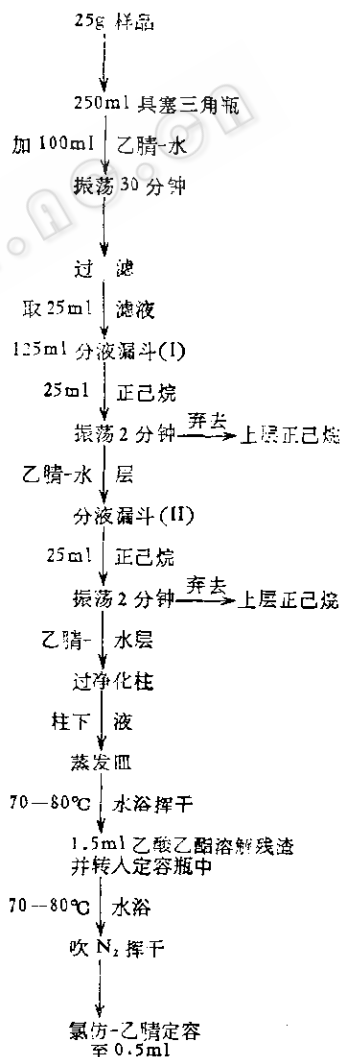 25g 样品
250ml 具塞三角瓶
加 100ml 乙腈-水
振荡 30 分钟
过滤
取 25ml 滤液
125ml 分液漏斗(I)
25ml 正己烷
振荡 2 分钟 弃去 上层正己烷
乙腈-水 层
分液漏斗(II)
25ml 正己烷
振荡 2 分钟 弃去 上层正己烷
乙腈- 水层
过净化柱
柱下 液
蒸发皿
70—80℃ 水浴挥干
1.5ml 乙酸乙酯溶解残渣
并转入定容瓶中
70—80℃ 水浴
吹 N₂ 挥干
氯仿-乙腈定容
至 0.5ml